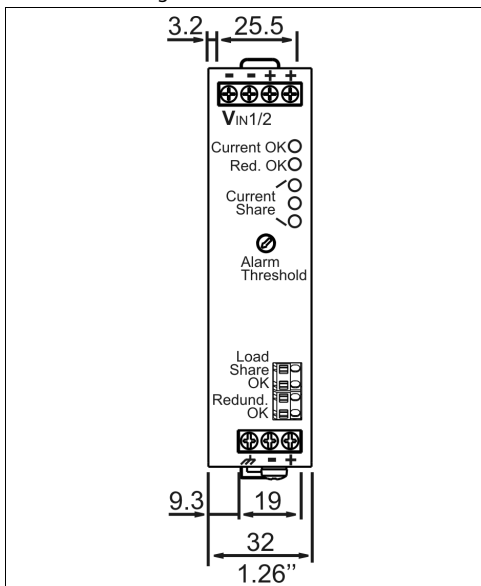 3.2 25.5
- - + +
VIN1/2
Current OK
Red. OK
Current
Share
Alarm
Threshold
Load
Share
OK
Redund.
OK
- +
9.3 19
32
1.26”